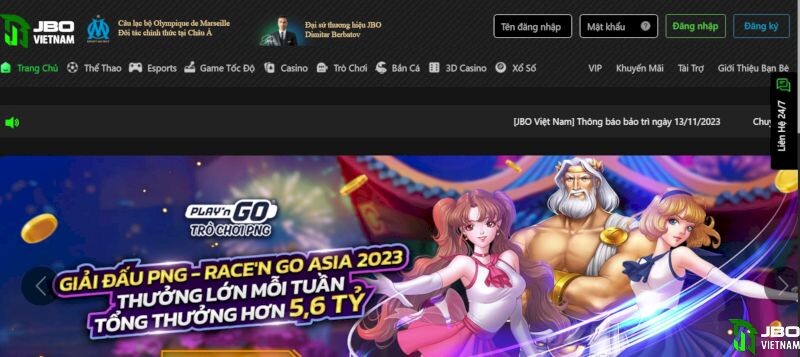 JBO
VIETNAM
Câu lạc bộ Olympique de Marseille
Đối tác chính thức tại Châu Á
Đại sứ thương hiệu JBO
Dimitar Berbatov
Tên đăng nhập
Mật khẩu
?
Đăng nhập
Đăng ký
Trang Chủ
Thể Thao
Esports
Game Tốc Độ
Casino
Trò Chơi
Bắn Cá
3D Casino
Xổ Số
VIP
Khuyến Mãi
Tài Trợ
Giới Thiệu Bạn Bè
Liên Hệ 24/7
[JBO Việt Nam] Thông báo bảo trì ngày 13/11/2023
PLAY'n GO
TRÒ CHƠI PNG
GIẢI ĐẤU PNG - RACE'N GO ASIA 2023
THƯỞNG LỚN MỖI TUẦN
TỔNG THƯỞNG HƠN 5,6 TỶ
JBO
VIETNAM